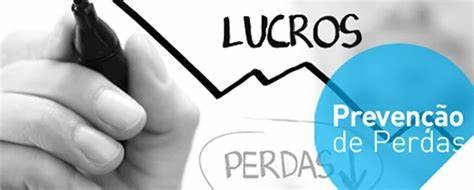 LUCROS
Prevenção
de Perdas
PERDAS